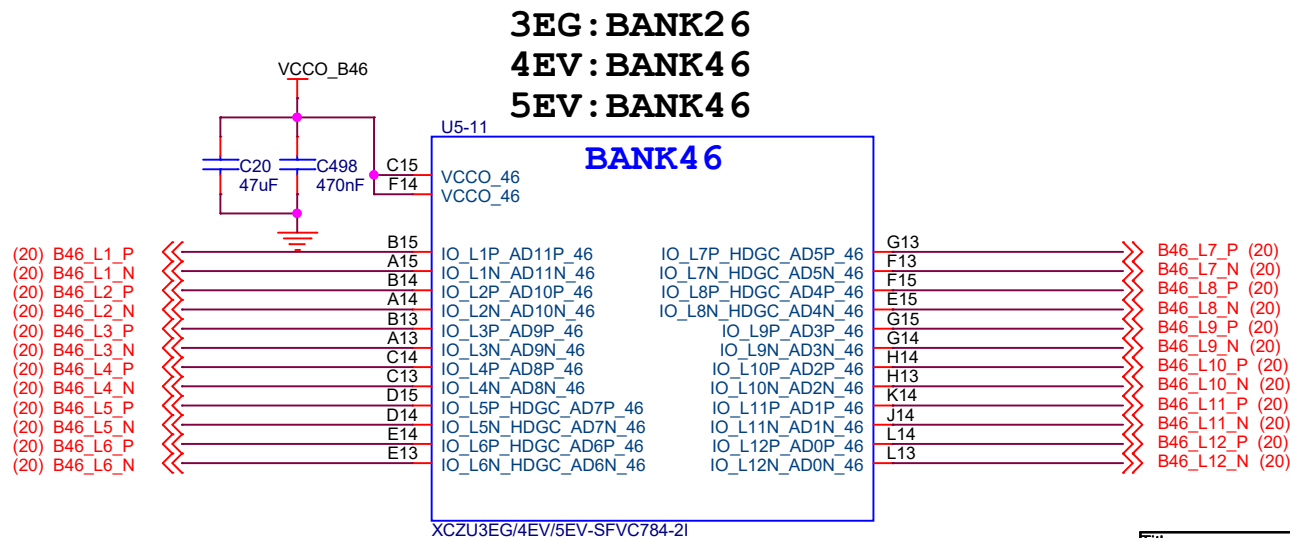 3EG:BANK26
4EV:BANK46
5EV:BANK46
VCCO_B46
U5-11
BANK46
C20
47uF
C498
470nF
C15
VCCO_46
F14
VCCO_46
(20) B46_L1_P B15 IO_L1P_AD11P_46 IO_L7P_HDGC_AD5P_46 G13 B46_L7_P (20)
(20) B46_L1_N A15 IO_L1N_AD11N_46 IO_L7N_HDGC_AD5N_46 F13 B46_L7_N (20)
(20) B46_L2_P B14 IO_L2P_AD10P_46 IO_L8P_HDGC_AD4P_46 F15 B46_L8_P (20)
(20) B46_L2_N A14 IO_L2N_AD10N_46 IO_L8N_HDGC_AD4N_46 E15 B46_L8_N (20)
(20) B46_L3_P B13 IO_L3P_AD9P_46 IO_L9P_AD3P_46 G15 B46_L9_P (20)
(20) B46_L3_N A13 IO_L3N_AD9N_46 IO_L9N_AD3N_46 G14 B46_L9_N (20)
(20) B46_L4_P C14 IO_L4P_AD8P_46 IO_L10P_AD2P_46 H14 B46_L10_P (20)
(20) B46_L4_N C13 IO_L4N_AD8N_46 IO_L10N_AD2N_46 H13 B46_L10_N (20)
(20) B46_L5_P D15 IO_L5P_HDGC_AD7P_46 IO_L11P_AD1P_46 K14 B46_L11_P (20)
(20) B46_L5_N D14 IO_L5N_HDGC_AD7N_46 IO_L11N_AD1N_46 J14 B46_L11_N (20)
(20) B46_L6_P E14 IO_L6P_HDGC_AD6P_46 IO_L12P_AD0P_46 L14 B46_L12_P (20)
(20) B46_L6_N E13 IO_L6N_HDGC_AD6N_46 IO_L12N_AD0N_46 L13 B46_L12_N (20)
XCZU3EG/4EV/5EV-SFVC784-2I